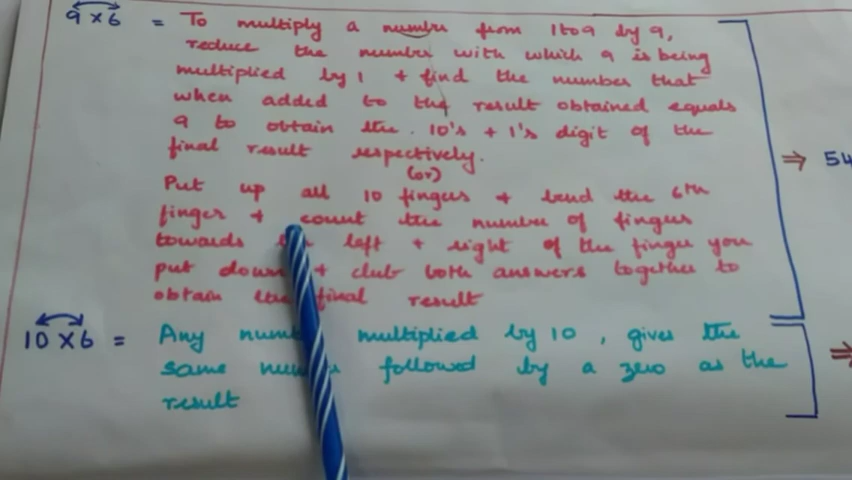 9 × 6 = To multiply a number from 1 to 9 by 9,
reduce the number with which 9 is being
multiplied by 1 + find the number that
when added to the result obtained equals
9 to obtain the 10's + 1's digit of the
final result respectively.
(or)
Put up all 10 fingers + bend the 6th
finger + count the number of fingers
towards the left + right of the finger you
put down + club both answers together to
obtain the final result
⇒ 54
10 × 6 = Any number multiplied by 10, gives the
same number followed by a zero as the
result
⇒